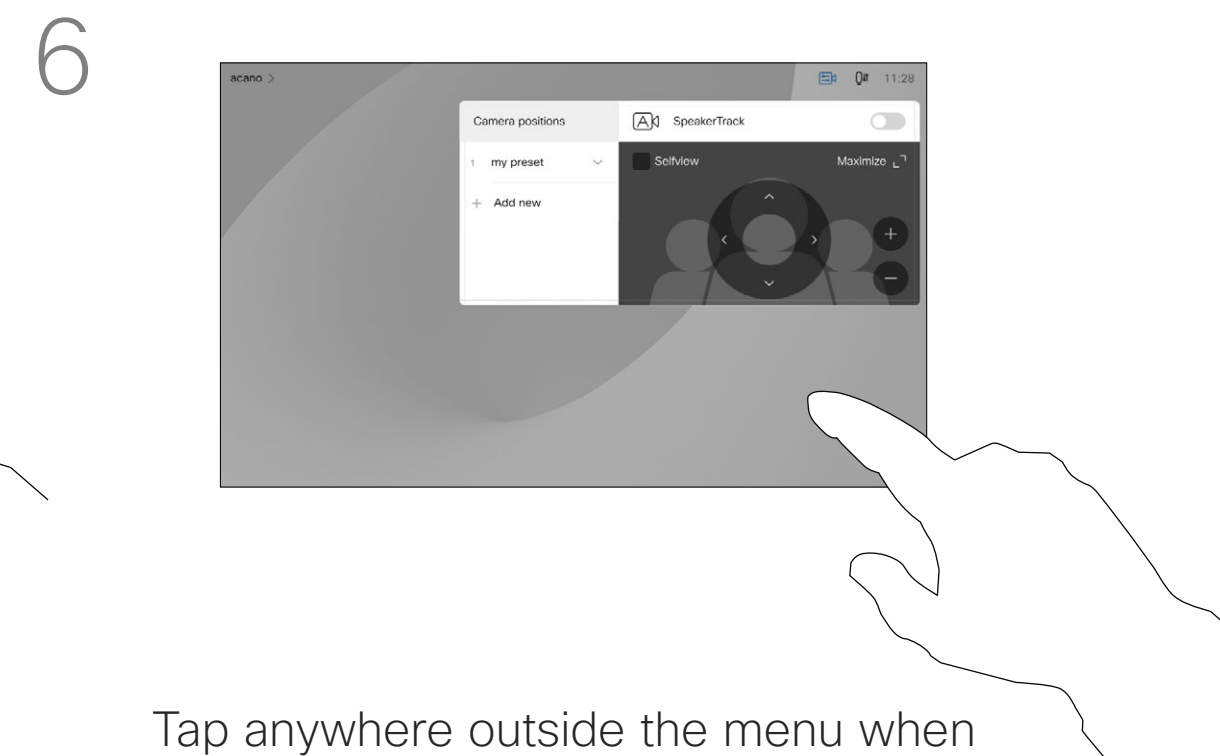 6
acano >
11:28
Camera positions
SpeakerTrack
1 my preset
Selfview
Maximize
+ Add new
Tap anywhere outside the menu when